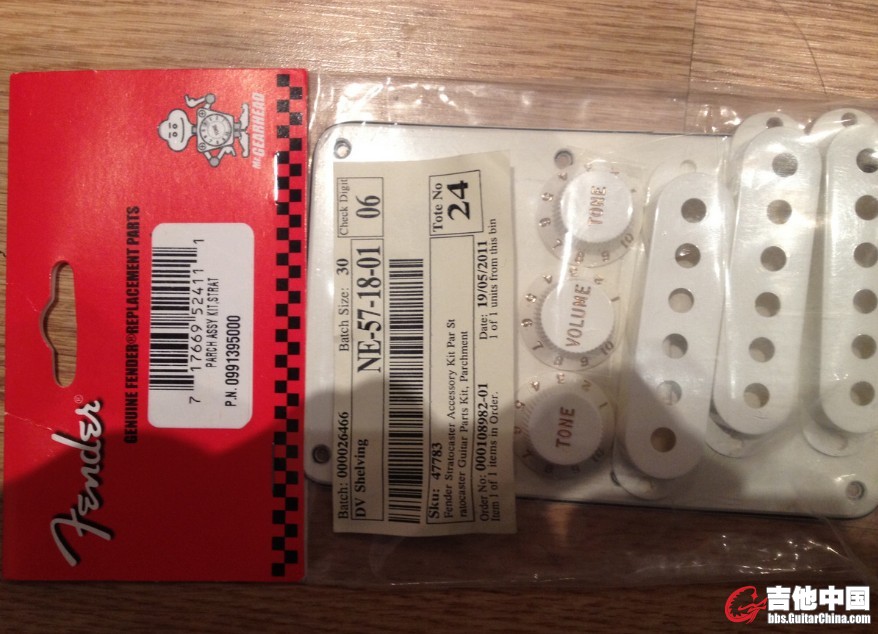 Fender
GENUINE FENDER® REPLACEMENT PARTS
MR. GEARHEAD
7 17669 52411 1
PARCH.ASSY KIT,STRAT
P.N. 0991395000
Batch: 000026466
Batch Size: 30
Check Digit
DV Shelving
NE-57-18-01
06
Sku: 47783
Fender Stratocaster Accessory Kit Par St
ratocaster Guitar Parts Kit, Parchment
Tote No
24
Order No: 000108982-01
Date: 19/05/2011
Item 1 of 1 items in Order.
1 of 1 units from this bin
TONE
VOLUME
TONE
吉他中国
bbs.GuitarChina.com